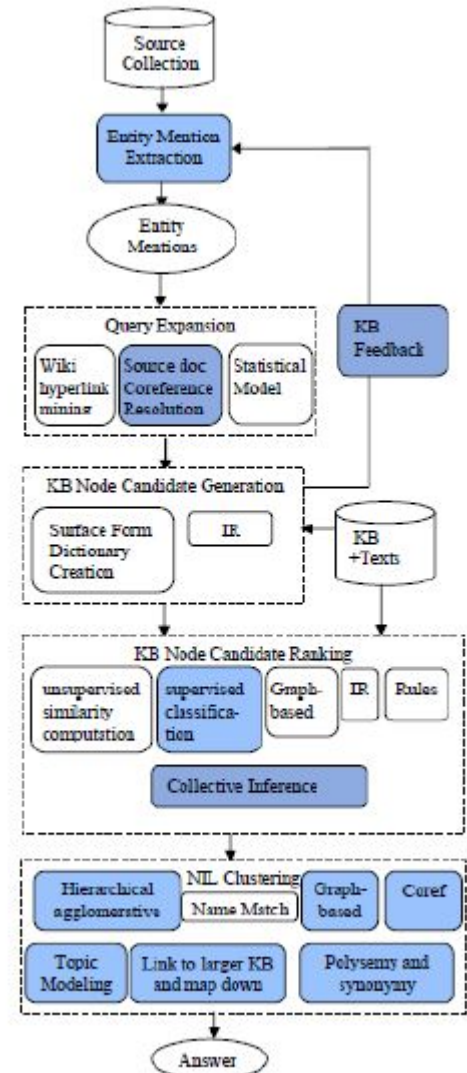 Source
Collection
Entity Mention
Extraction
Entity
Mentions
KB
Feedback
Query Expansion
Wiki
hyperlink
mining
Source doc
Coreference
Resolution
Statistical
Model
KB Node Candidate Generation
Surface Form
Dictionary
Creation
IR
KB
+Texts
KB Node Candidate Ranking
unsupervised
similarity
computation
supervised
classifica-
tion
Graph-
based
IR
Rules
Collective Inference
NIL Clustering
Hierarchical
agglomerative
Name Match
Graph-
based
Coref
Topic
Modeling
Link to larger KB
and map down
Polysemy and
synonymy
Answer